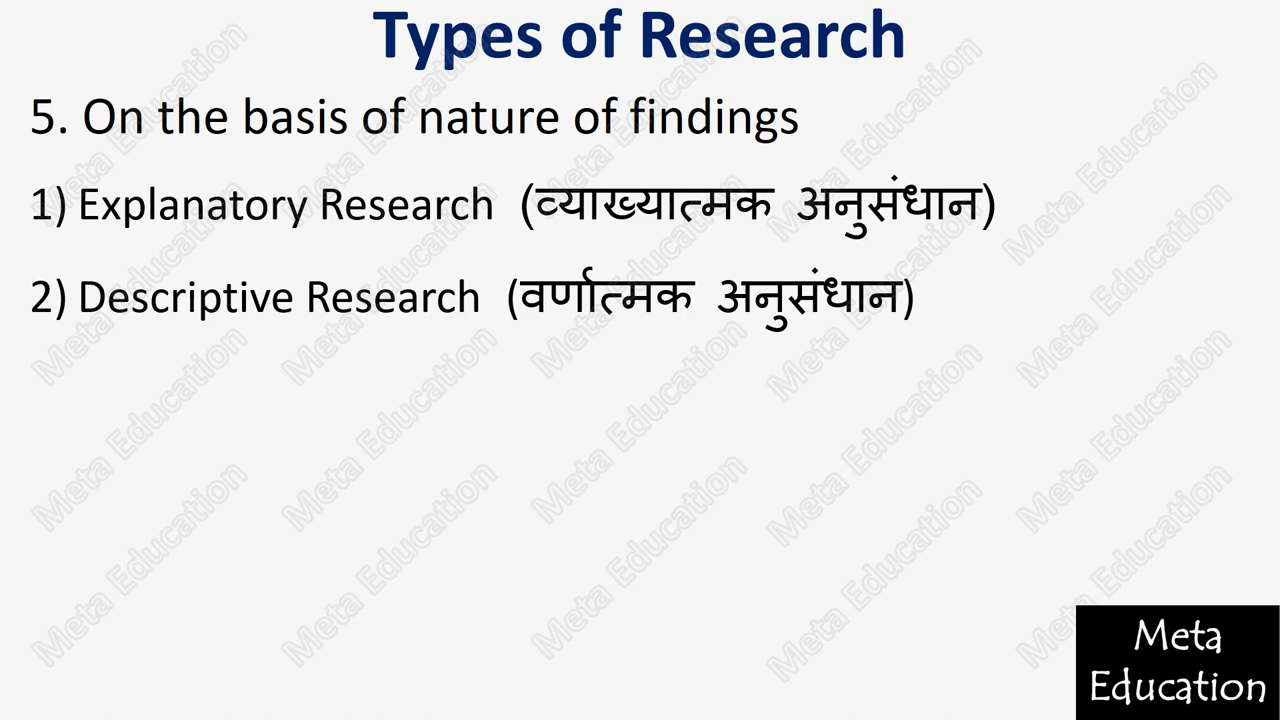 Types of Research
5. On the basis of nature of findings
1) Explanatory Research (व्याख्यात्मक अनुसंधान)
2) Descriptive Research (वर्णात्मक अनुसंधान)
Meta
Education